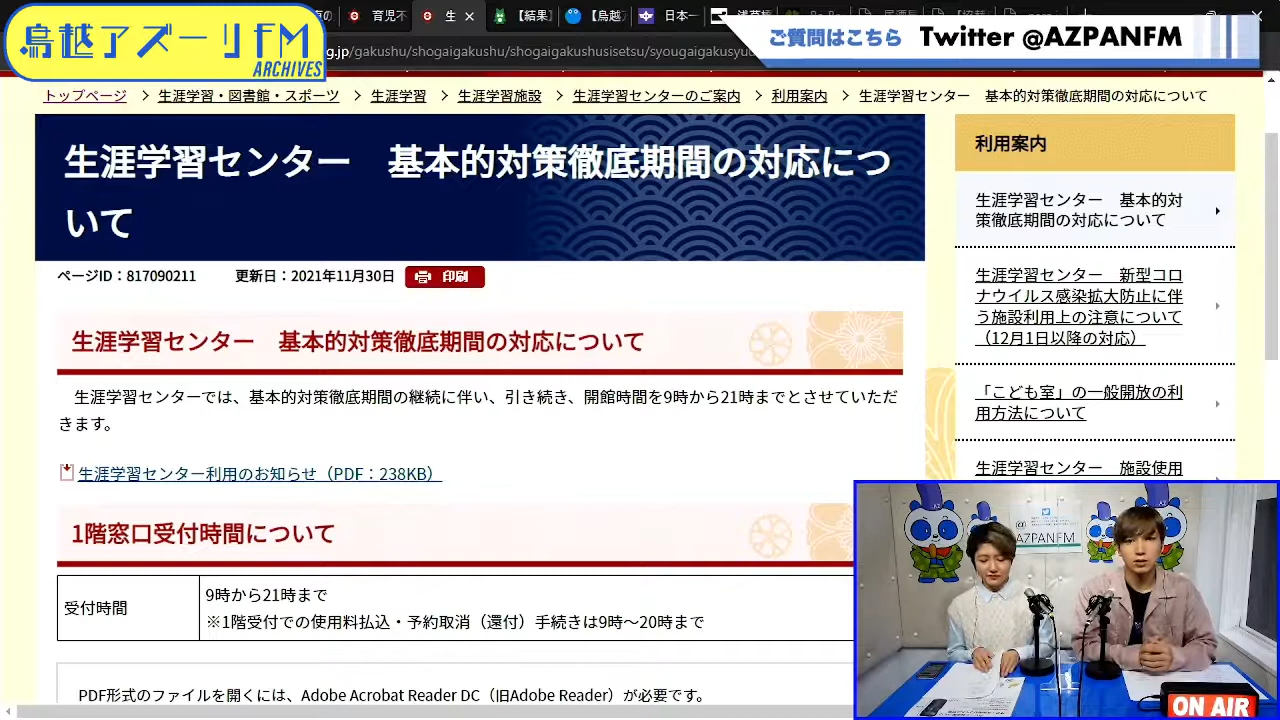 鳥越アズーリFM
ARCHIVES
育児不
生
【結果】
日本一
g.jp/gakushu/shogaigakushu/shogaigakushusisetsu/syougaigakusyuu
ご質問はこちら Twitter @AZPANFM
トップページ > 生涯学習・図書館・スポーツ > 生涯学習 > 生涯学習施設 > 生涯学習センターのご案内 > 利用案内 > 生涯学習センター　基本的対策徹底期間の対応について
生涯学習センター　基本的対策徹底期間の対応につ
いて
ページID：817090211
更新日：2021年11月30日
印刷
生涯学習センター　基本的対策徹底期間の対応について
生涯学習センターでは、基本的対策徹底期間の継続に伴い、引き続き、開館時間を9時から21時までとさせていただ
きます。
生涯学習センター利用のお知らせ（PDF：238KB）
1階窓口受付時間について
受付時間
9時から21時まで
※1階受付での使用料払込・予約取消（還付）手続きは9時～20時まで
PDF形式のファイルを開くには、Adobe Acrobat Reader DC（旧Adobe Reader）が必要です。
利用案内
生涯学習センター　基本的対
策徹底期間の対応について
生涯学習センター　新型コロ
ナウイルス感染拡大防止に伴
う施設利用上の注意について
（12月1日以降の対応）
「こども室」の一般開放の利
用方法について
生涯学習センター　施設使用
@
AZPANFM
ON AIR